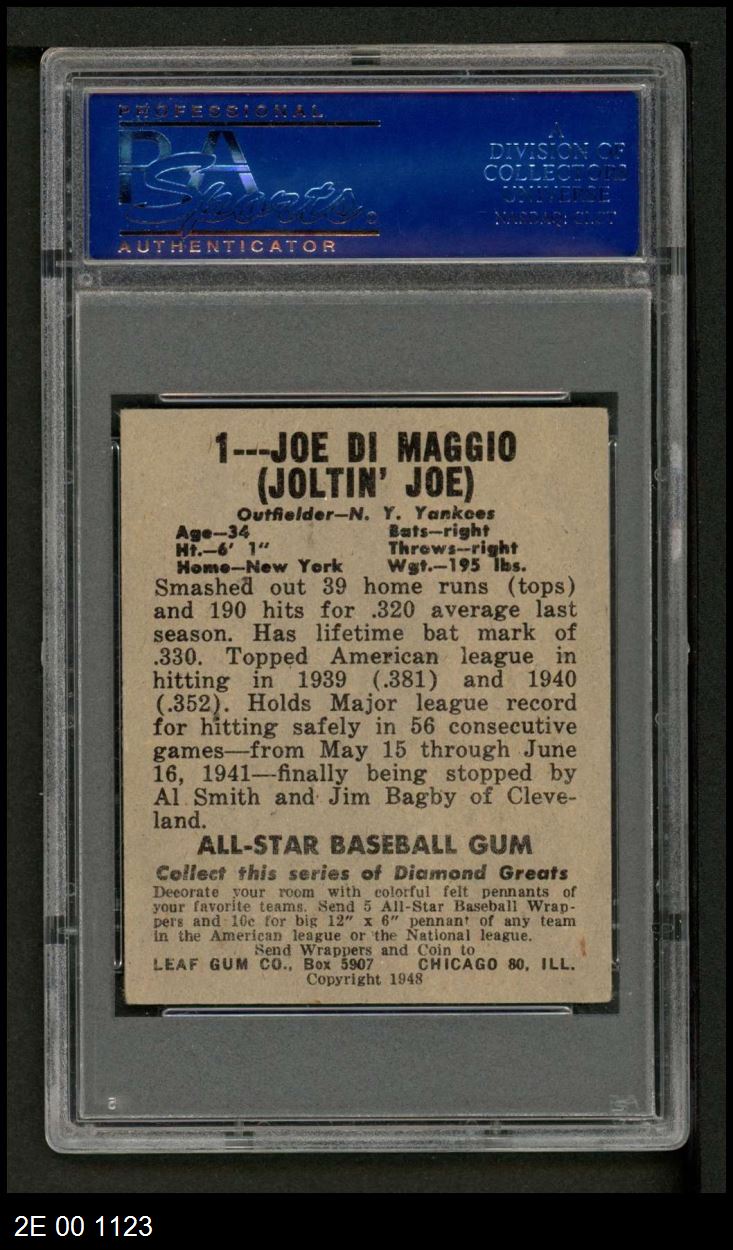 PROFESSIONAL
PSA
Sports
AUTHENTICATOR
A
DIVISION OF
COLLECTORS
UNIVERSE
NASDAQ: CLCT
1---JOE DI MAGGIO
(JOLTIN' JOE)
Outfielder—N. Y. Yankees
Age—34 Bats—right
Ht.—6' 1" Throws—right
Home—New York Wgt.—195 lbs.
Smashed out 39 home runs (tops)
and 190 hits for .320 average last
season. Has lifetime bat mark of
.330. Topped American league in
hitting in 1939 (.381) and 1940
(.352). Holds Major league record
for hitting safely in 56 consecutive
games—from May 15 through June
16, 1941—finally being stopped by
Al Smith and Jim Bagby of Cleve-
land.
ALL-STAR BASEBALL GUM
Collect this series of Diamond Greats
Decorate your room with colorful felt pennants of
your favorite teams. Send 5 All-Star Baseball Wrap-
pers and 10c for big 12" x 6" pennant of any team
in the American league or the National league.
Send Wrappers and Coin to
LEAF GUM CO., Box 5907 CHICAGO 80, ILL.
Copyright 1948
PSA
2E 00 1123